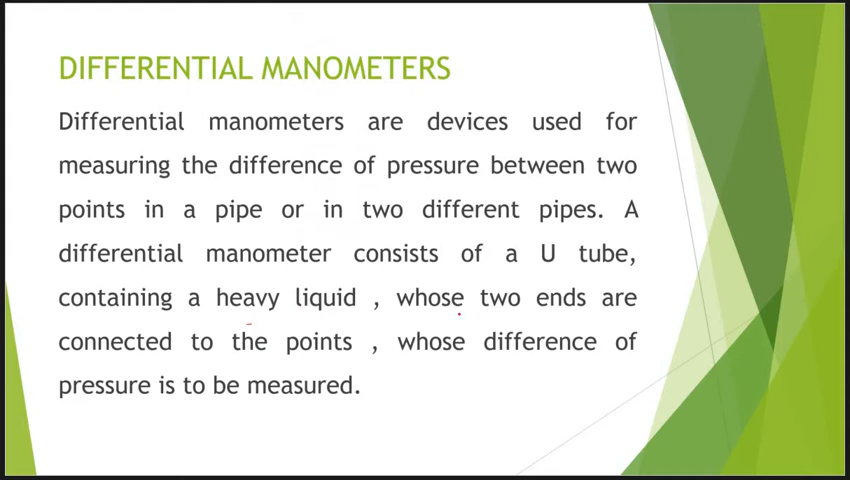 DIFFERENTIAL MANOMETERS
Differential manometers are devices used for
measuring the difference of pressure between two
points in a pipe or in two different pipes. A
differential manometer consists of a U tube,
containing a heavy liquid , whose two ends are
connected to the points , whose difference of
pressure is to be measured.